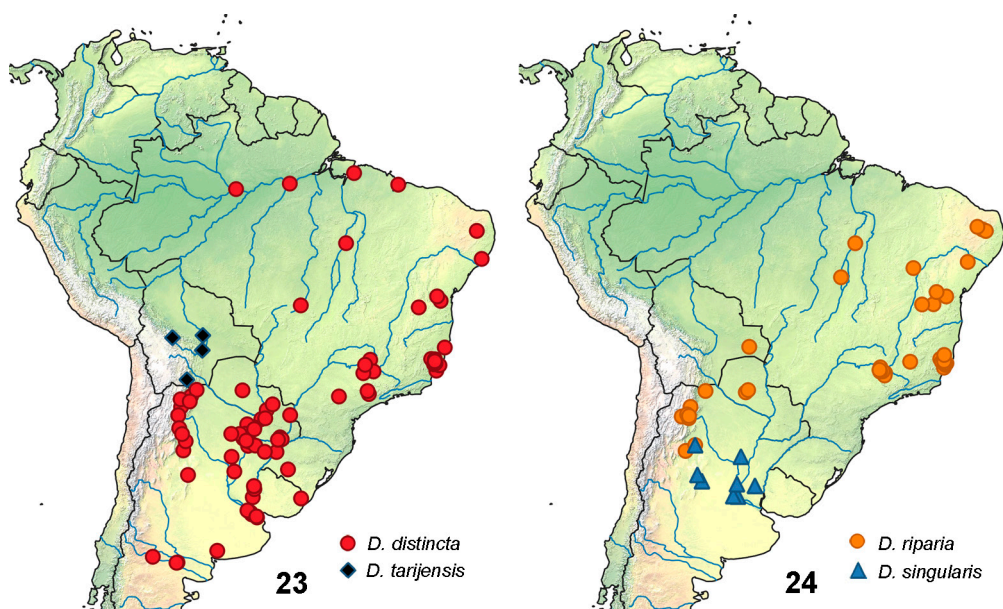 D. distincta
D. tarijensis
23
D. riparia
D. singularis
24